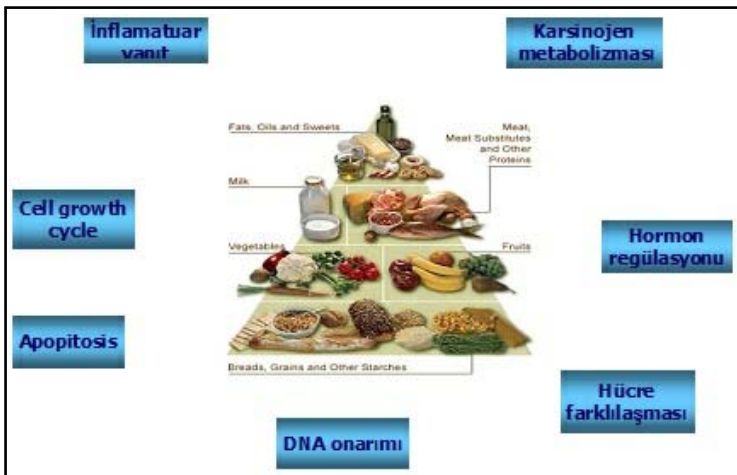 İnflamatuar
yanıt
Karsinojen
metabolizması
Fats, Oils and Sweets
Meat,
Meat Substitutes
and Other
Proteins
Milk
Cell growth
cycle
Hormon
regülasyonu
Vegetables
Fruits
Apopitosis
Breads, Grains and Other Starches
Hücre
farklılaşması
DNA onarımı